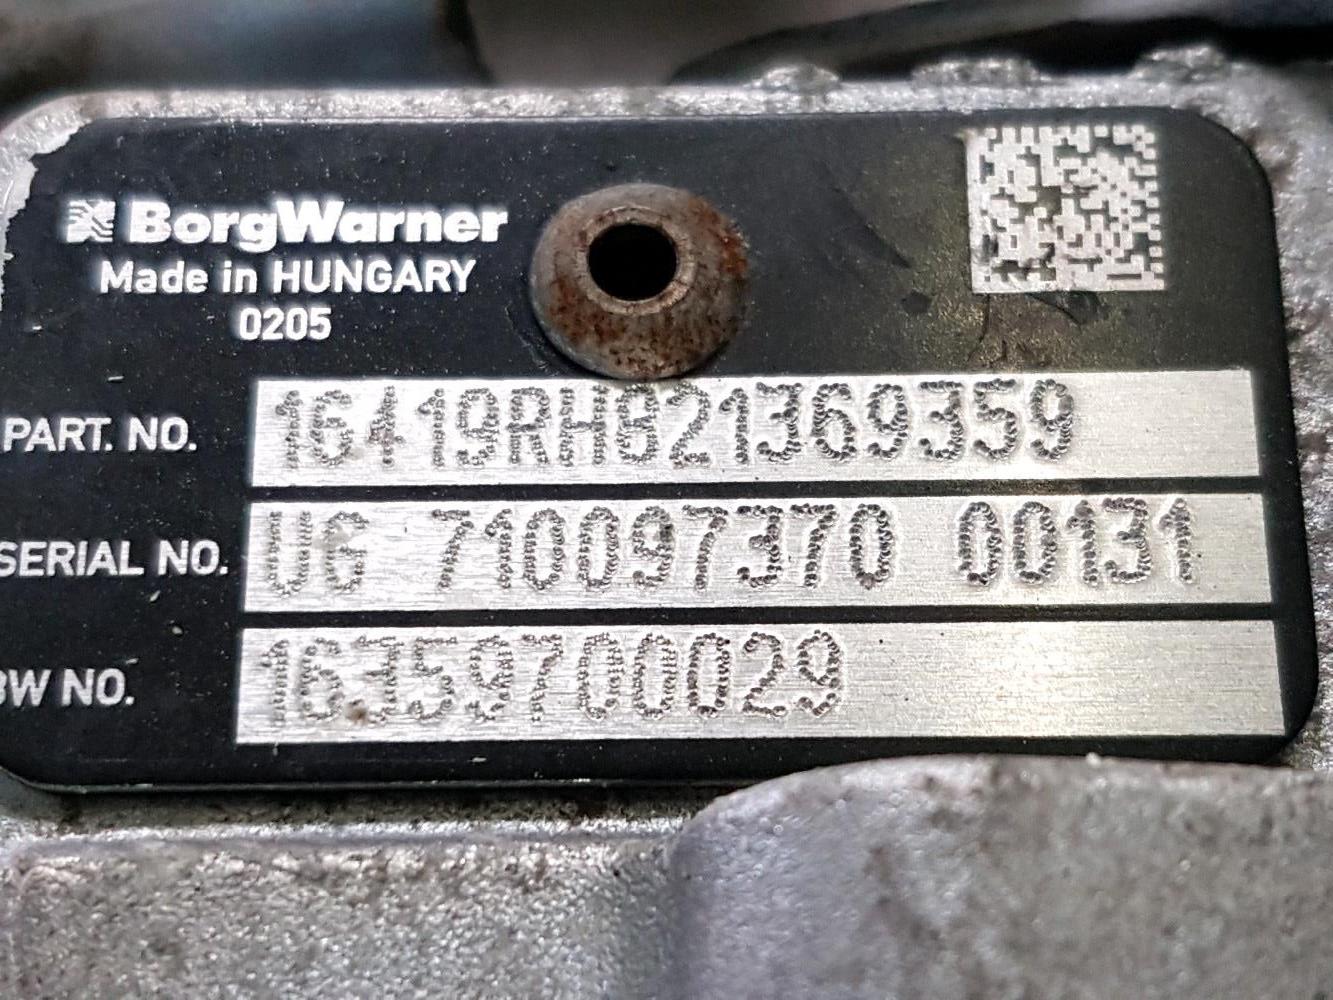 BorgWarner
Made in HUNGARY
0205
PART. NO. 16419RH821369359
SERIAL NO. UG 710097370 00131
BW NO. 16359700029